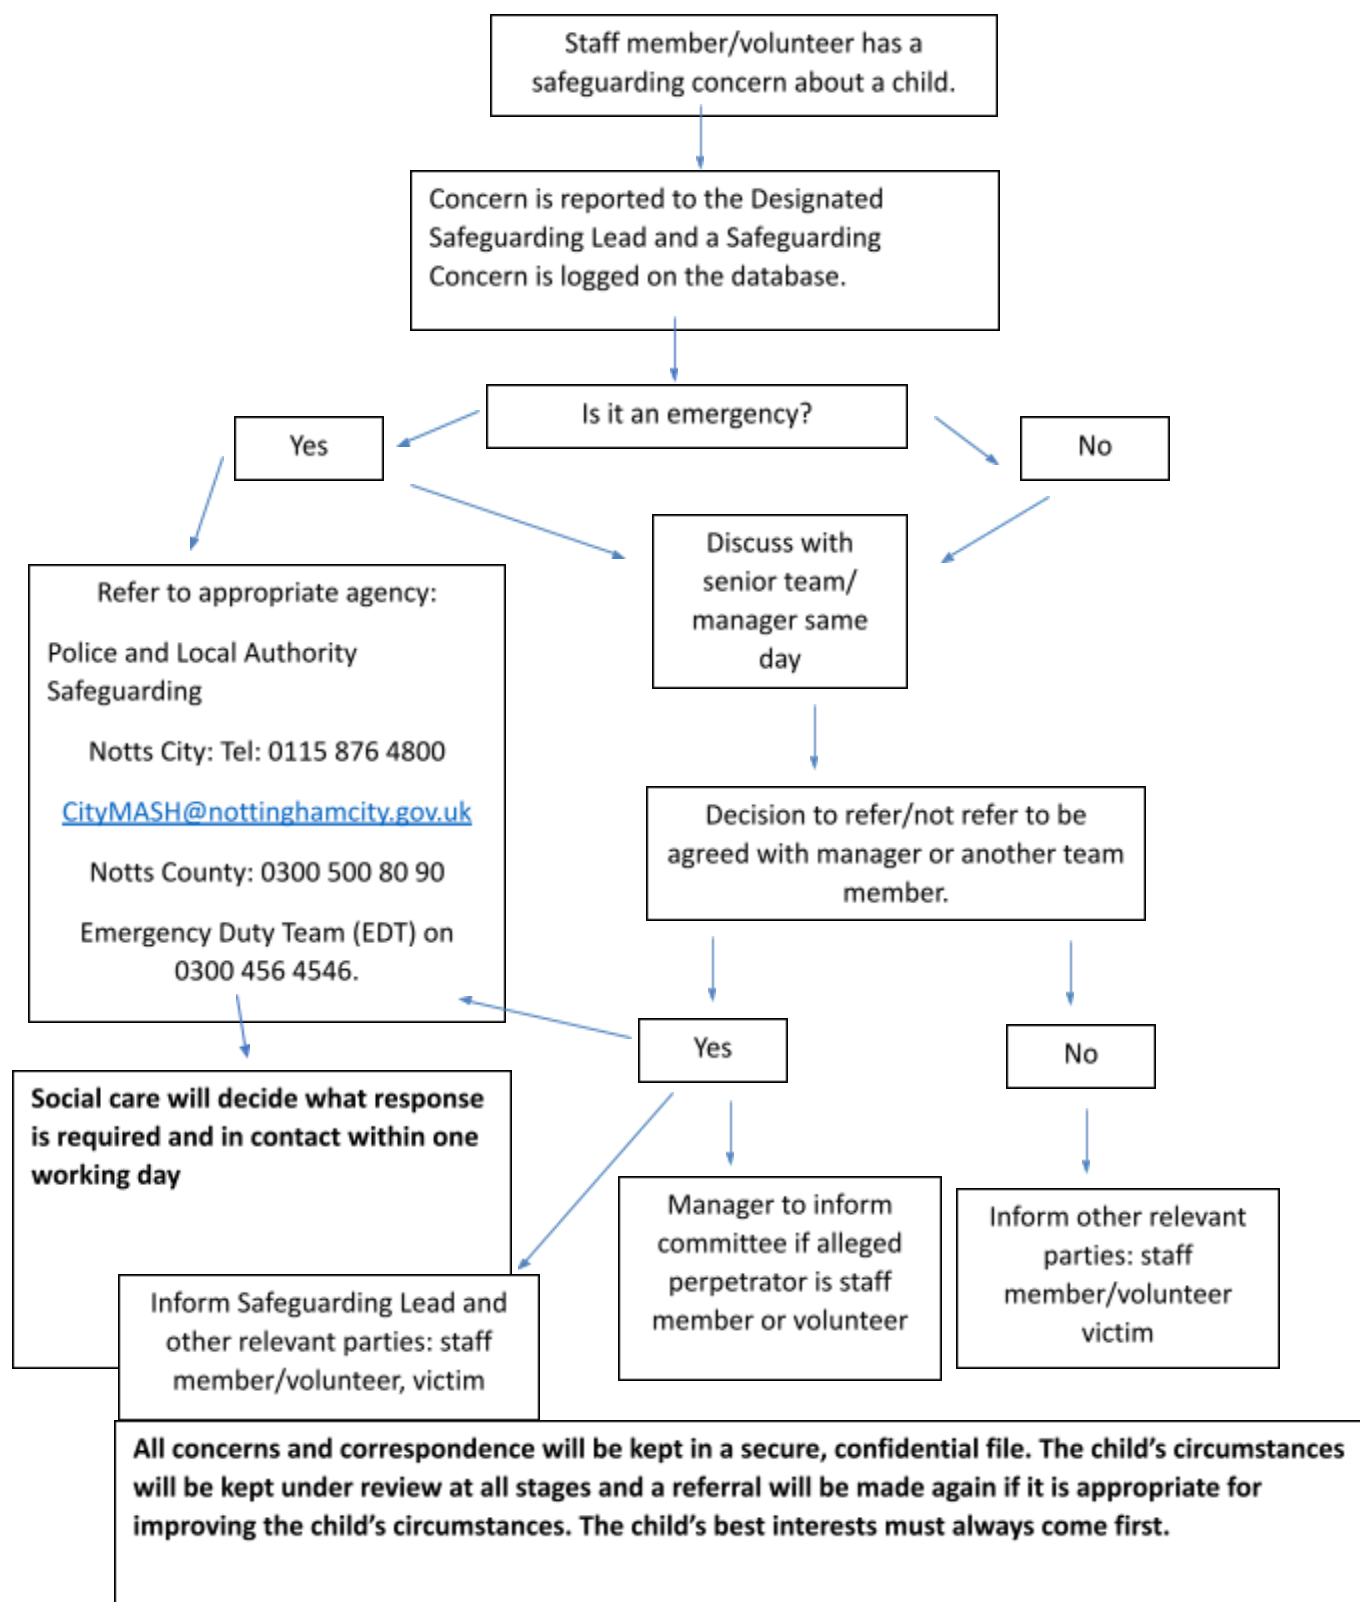 Staff member/volunteer has a
safeguarding concern about a child.
Concern is reported to the Designated
Safeguarding Lead and a Safeguarding
Concern is logged on the database.
Is it an emergency?
Yes
No
Discuss with
senior team/
manager same
day
Refer to appropriate agency:
Police and Local Authority
Safeguarding
Notts City: Tel: 0115 876 4800
CityMASH@nottinghamcity.gov.uk
Notts County: 0300 500 80 90
Emergency Duty Team (EDT) on
0300 456 4546.
Decision to refer/not refer to be
agreed with manager or another team
member.
Yes
No
Social care will decide what response
is required and in contact within one
working day
Manager to inform
committee if alleged
perpetrator is staff
member or volunteer
Inform other relevant
parties: staff
member/volunteer
victim
Inform Safeguarding Lead and
other relevant parties: staff
member/volunteer, victim
All concerns and correspondence will be kept in a secure, confidential file. The child’s circumstances
will be kept under review at all stages and a referral will be made again if it is appropriate for
improving the child’s circumstances. The child’s best interests must always come first.